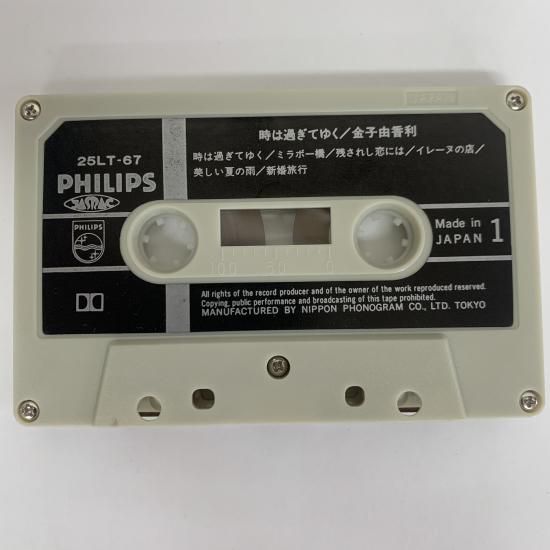 JAPAN
時は過ぎてゆく/金子由香利
25LT-67
時は過ぎてゆく/ミラボー橋/残されし恋には/イレーヌの店/
美しい夏の雨/新婚旅行
PHILIPS
JASRAC
PHILIPS
Made in
JAPAN 1
100 50 0
All rights of the record producer and of the owner of the work reproduced reserved.
Copying, public performance and broadcasting of this tape prohibited.
MANUFACTURED BY NIPPON PHONOGRAM CO., LTD. TOKYO